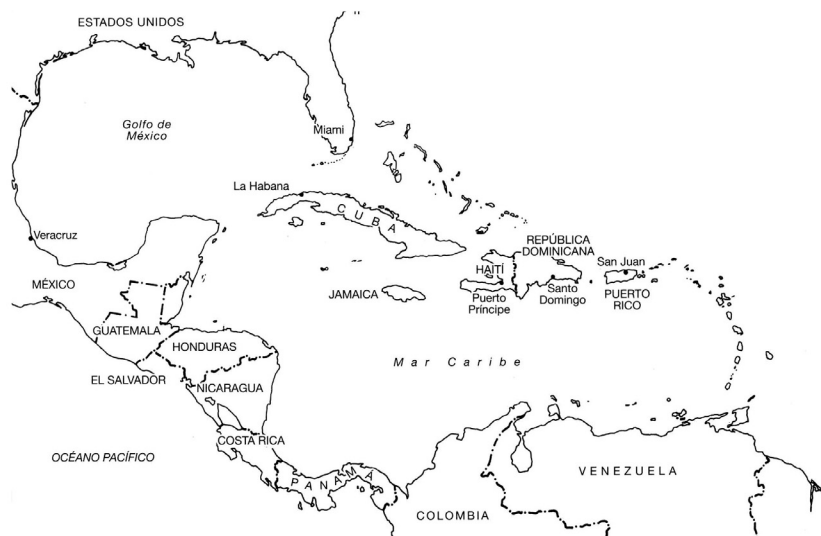 ESTADOS UNIDOS
Golfo de
México
Miami
La Habana
CUBA
Veracruz
REPÚBLICA
DOMINICANA
HAITÍ
San Juan
MÉXICO
JAMAICA
Puerto
Príncipe
Santo
Domingo
PUERTO
RICO
GUATEMALA
HONDURAS
Mar Caribe
EL SALVADOR
NICARAGUA
COSTA RICA
OCÉANO PACÍFICO
PANAMÁ
VENEZUELA
COLOMBIA